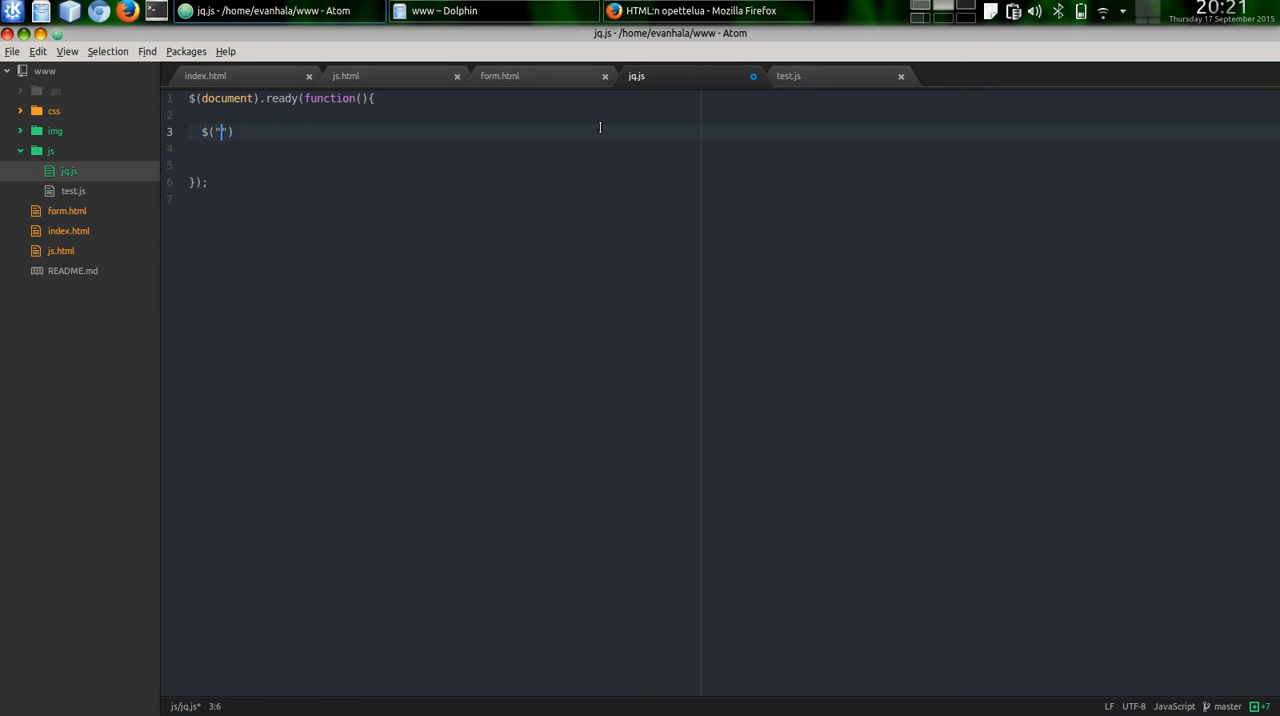 jq.js - /home/evanhala/www - Atom
www – Dolphin
HTML:n opettelua - Mozilla Firefox
20:21
Thursday 17 September 2015
jq.js - /home/evanhala/www - Atom
File Edit View Selection Find Packages Help
www
.git
css
img
js
jq.js
test.js
form.html
index.html
js.html
README.md
index.html js.html form.html jq.js test.js
1 $(document).ready(function(){
2
3 $("")
4
5
6 });
7
js/jq.js* 3:6
LF UTF-8 JavaScript master +7